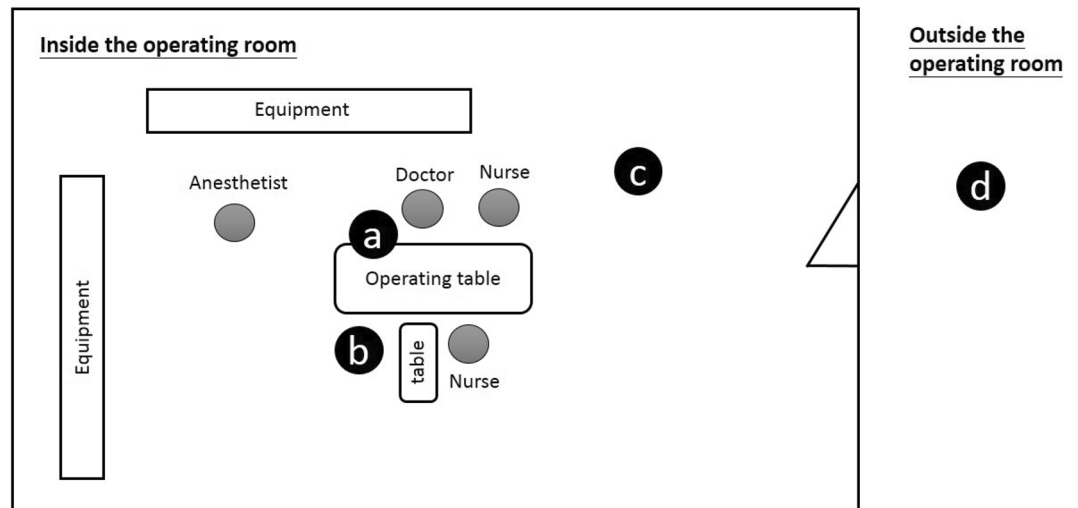 Inside the operating room
Outside the
operating room
Equipment
Anesthetist
Doctor
Nurse
c
d
a
Operating table
Equipment
b
table
Nurse